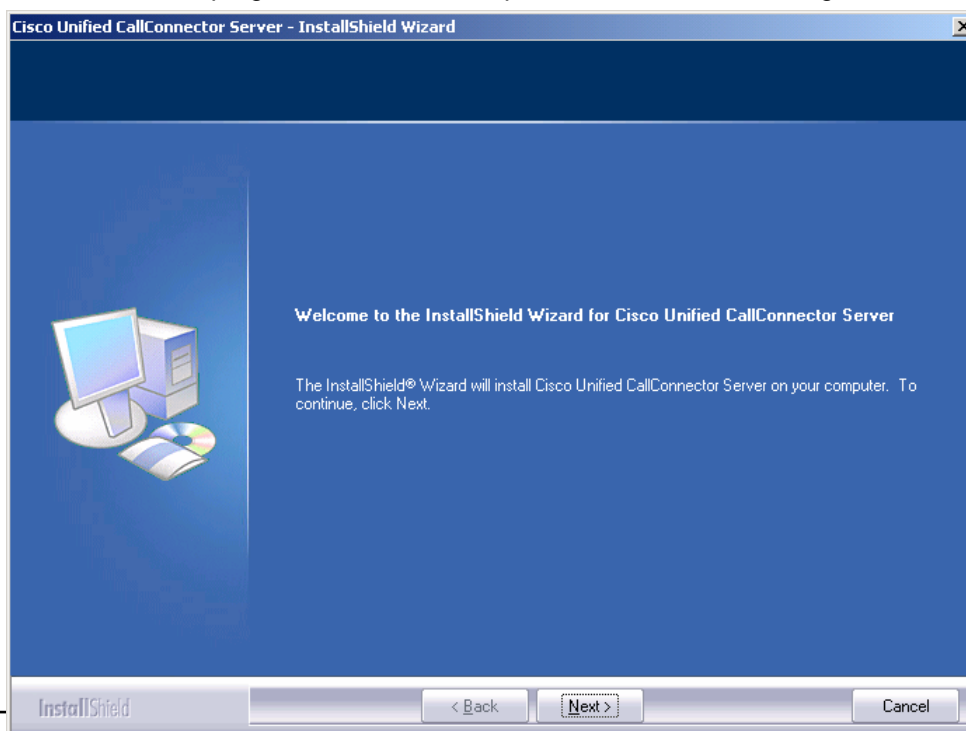 Cisco Unified CallConnector Server - InstallShield Wizard
Welcome to the InstallShield Wizard for Cisco Unified CallConnector Server
The InstallShield® Wizard will install Cisco Unified CallConnector Server on your computer. To
continue, click Next.
InstallShield
< Back
Next >
Cancel